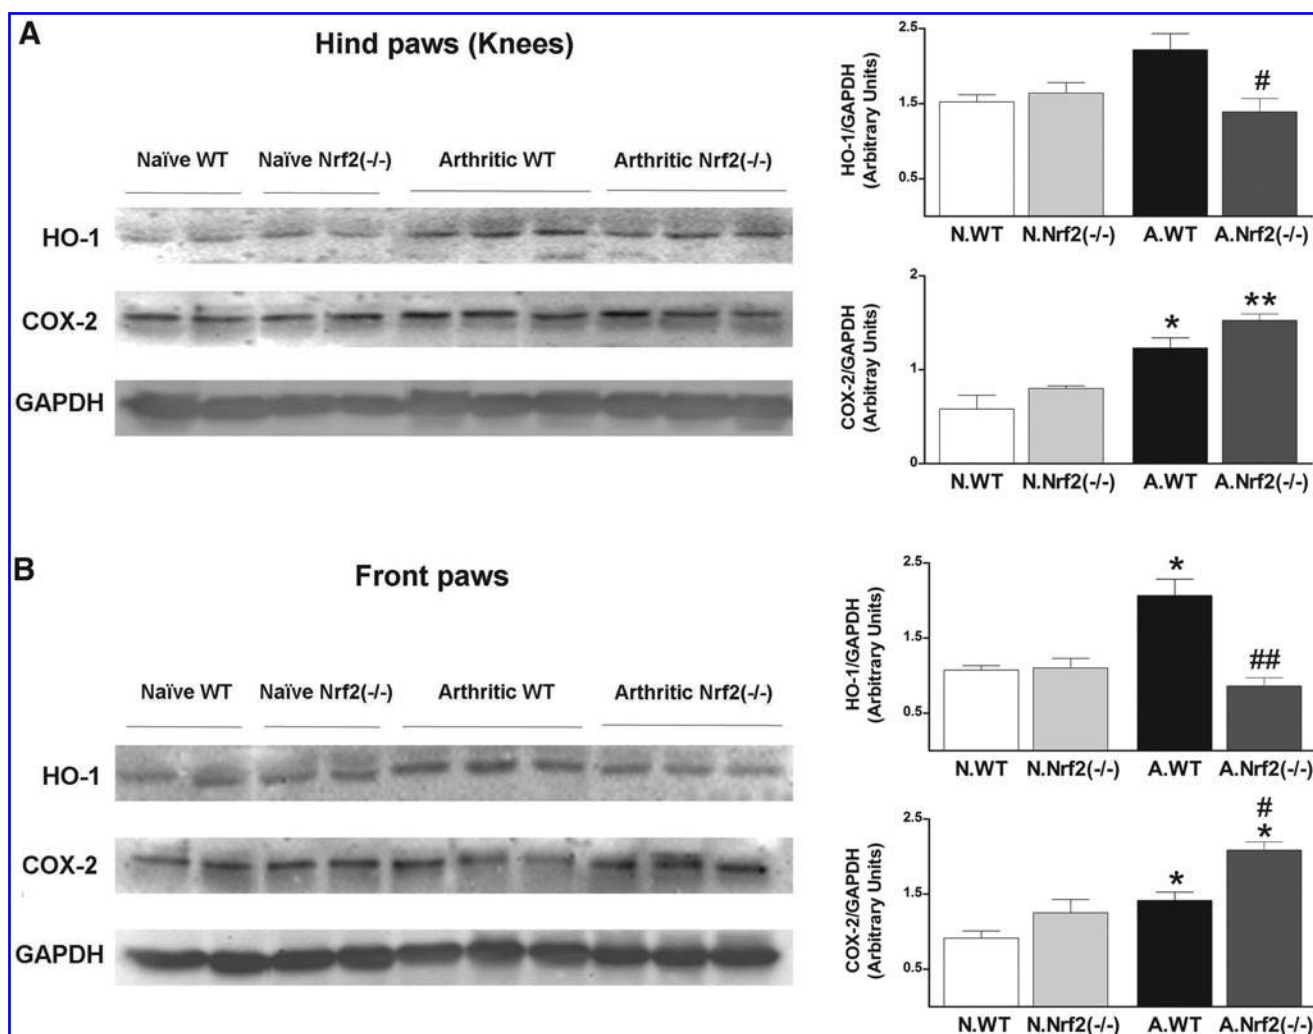 A
Hind paws (Knees)
Naïve WT Naïve Nrf2(-/-) Arthritic WT Arthritic Nrf2(-/-)
HO-1
COX-2
GAPDH
HO-1/GAPDH
(Arbitrary Units)
2.5
1.5
0.5
#
N.WT N.Nrf2(-/-) A.WT A.Nrf2(-/-)
COX-2/GAPDH
(Arbitray Units)
2
1
0
* **
N.WT N.Nrf2(-/-) A.WT A.Nrf2(-/-)
B
Front paws
Naïve WT Naïve Nrf2(-/-) Arthritic WT Arthritic Nrf2(-/-)
HO-1
COX-2
GAPDH
HO-1/GAPDH
(Arbitrary Units)
2.5
1.5
0.5
* ##
N.WT N.Nrf2(-/-) A.WT A.Nrf2(-/-)
COX-2/GAPDH
(Arbitrary Units)
2.5
1.5
0.5
#
* *
N.WT N.Nrf2(-/-) A.WT A.Nrf2(-/-)